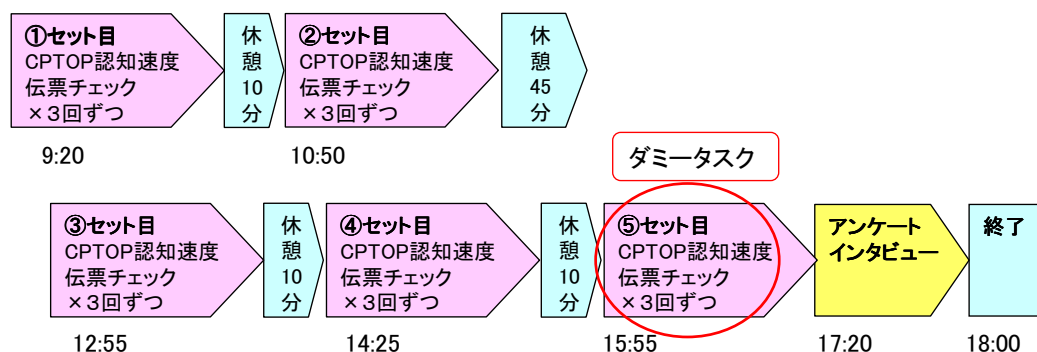 ①セット目
CPTOP認知速度
伝票チェック
×3回ずつ
休
憩
10
分
②セット目
CPTOP認知速度
伝票チェック
×3回ずつ
休
憩
45
分
9:20
10:50
ダミータスク
③セット目
CPTOP認知速度
伝票チェック
×3回ずつ
休
憩
10
分
④セット目
CPTOP認知速度
伝票チェック
×3回ずつ
休
憩
10
分
⑤セット目
CPTOP認知速度
伝票チェック
×3回ずつ
アンケート
インタビュー
終了
12:55
14:25
15:55
17:20
18:00